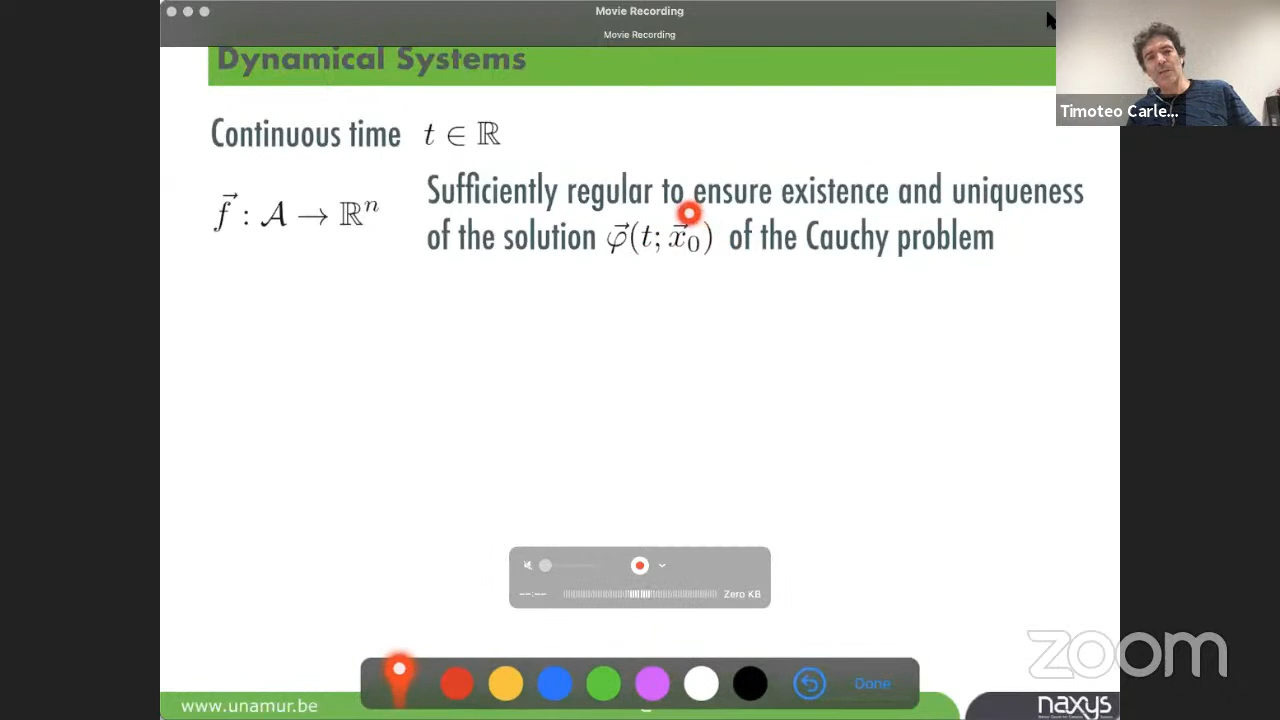 Movie Recording
Movie Recording
Dynamical Systems
Timoteo Carle...
Continuous time t ∈ ℝ
f⃗ : 𝒜 → ℝⁿ
Sufficiently regular to ensure existence and uniqueness
of the solution φ⃗(t; x⃗₀) of the Cauchy problem
--:--
Zero KB
Done
zoom
www.unamur.be
naxys